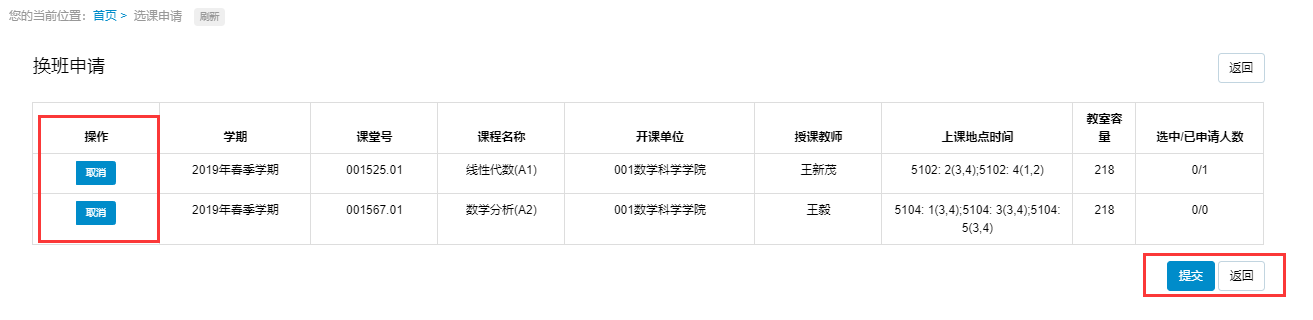 您的当前位置: 首页 > 选课申请 刷新
换班申请 返回
操作 学期 课堂号 课程名称 开课单位 授课教师 上课地点时间 教室容量 选中/已申请人数
取消 2019年春季学期 001525.01 线性代数(A1) 001数学科学学院 王新茂 5102: 2(3,4);5102: 4(1,2) 218 0/1
取消 2019年春季学期 001567.01 数学分析(A2) 001数学科学学院 王毅 5104: 1(3,4);5104: 3(3,4);5104: 5(3,4) 218 0/0
提交 返回